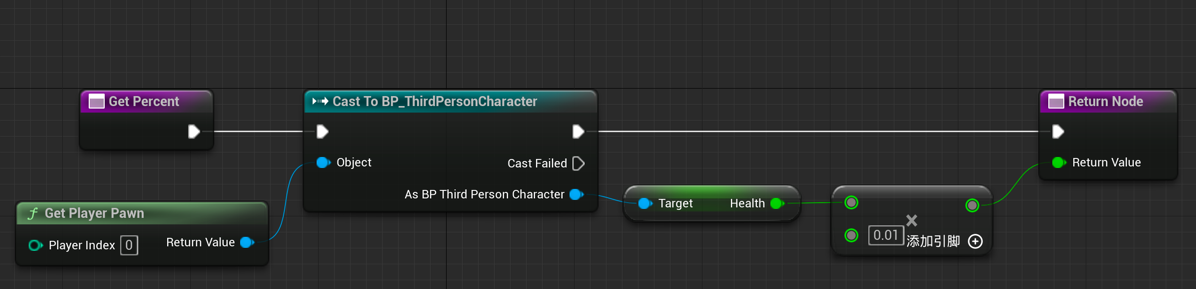 Get Percent
Cast To BP_ThirdPersonCharacter
Object
Cast Failed
As BP Third Person Character
Get Player Pawn
Player Index 0
Return Value
Target
Health
0.01
添加引脚
Return Node
Return Value